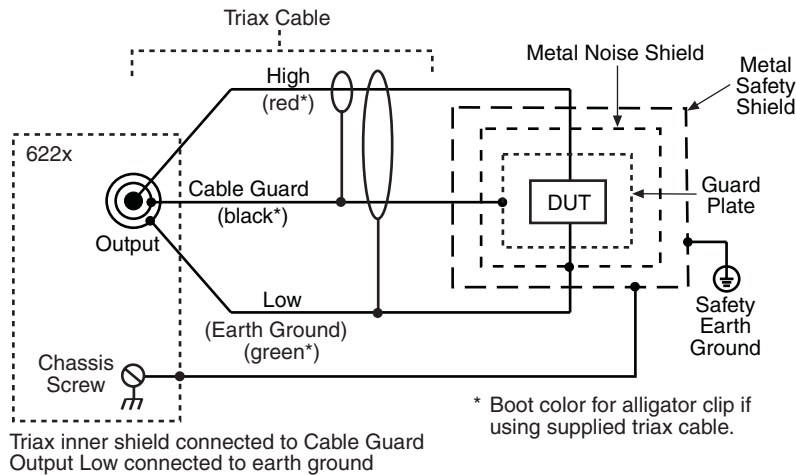 Triax Cable
High
(red*)
Metal Noise Shield
Metal
Safety
Shield
622x
Cable Guard
(black*)
Output
DUT
Guard
Plate
Low
(Earth Ground)
(green*)
Safety
Earth
Ground
Chassis
Screw
* Boot color for alligator clip if
using supplied triax cable.
Triax inner shield connected to Cable Guard
Output Low connected to earth ground